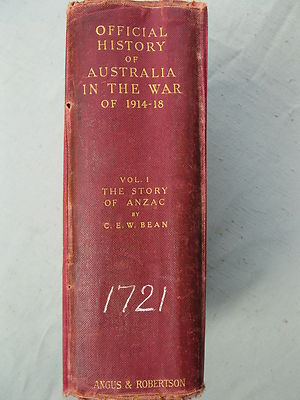 OFFICIAL
HISTORY
OF
AUSTRALIA
IN THE WAR
OF 1914-18
VOL. I
THE STORY
OF ANZAC
BY
C. E. W. BEAN
1721
ANGUS & ROBERTSON